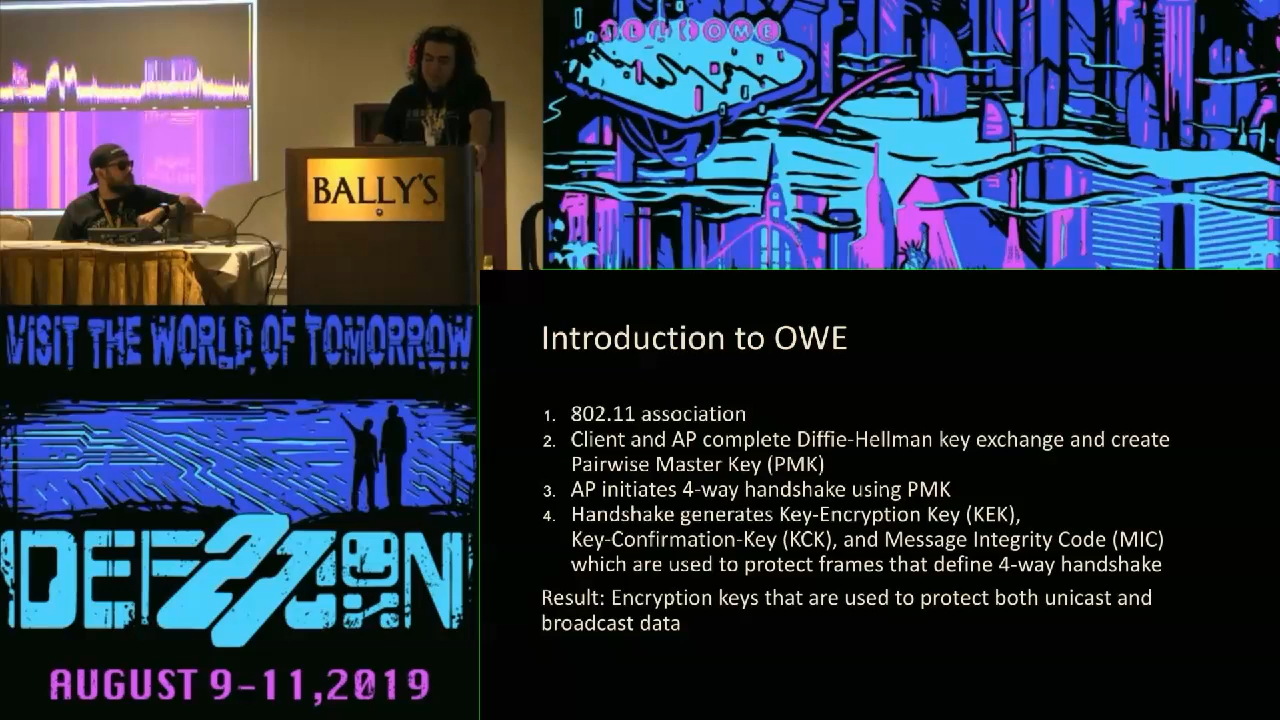 WELCOME
BALLY'S
VISIT THE WORLD OF TOMORROW
DEF 27 CON
AUGUST 9-11,2019
Introduction to OWE
1. 802.11 association
2. Client and AP complete Diffie-Hellman key exchange and create
Pairwise Master Key (PMK)
3. AP initiates 4-way handshake using PMK
4. Handshake generates Key-Encryption Key (KEK),
Key-Confirmation-Key (KCK), and Message Integrity Code (MIC)
which are used to protect frames that define 4-way handshake
Result: Encryption keys that are used to protect both unicast and
broadcast data